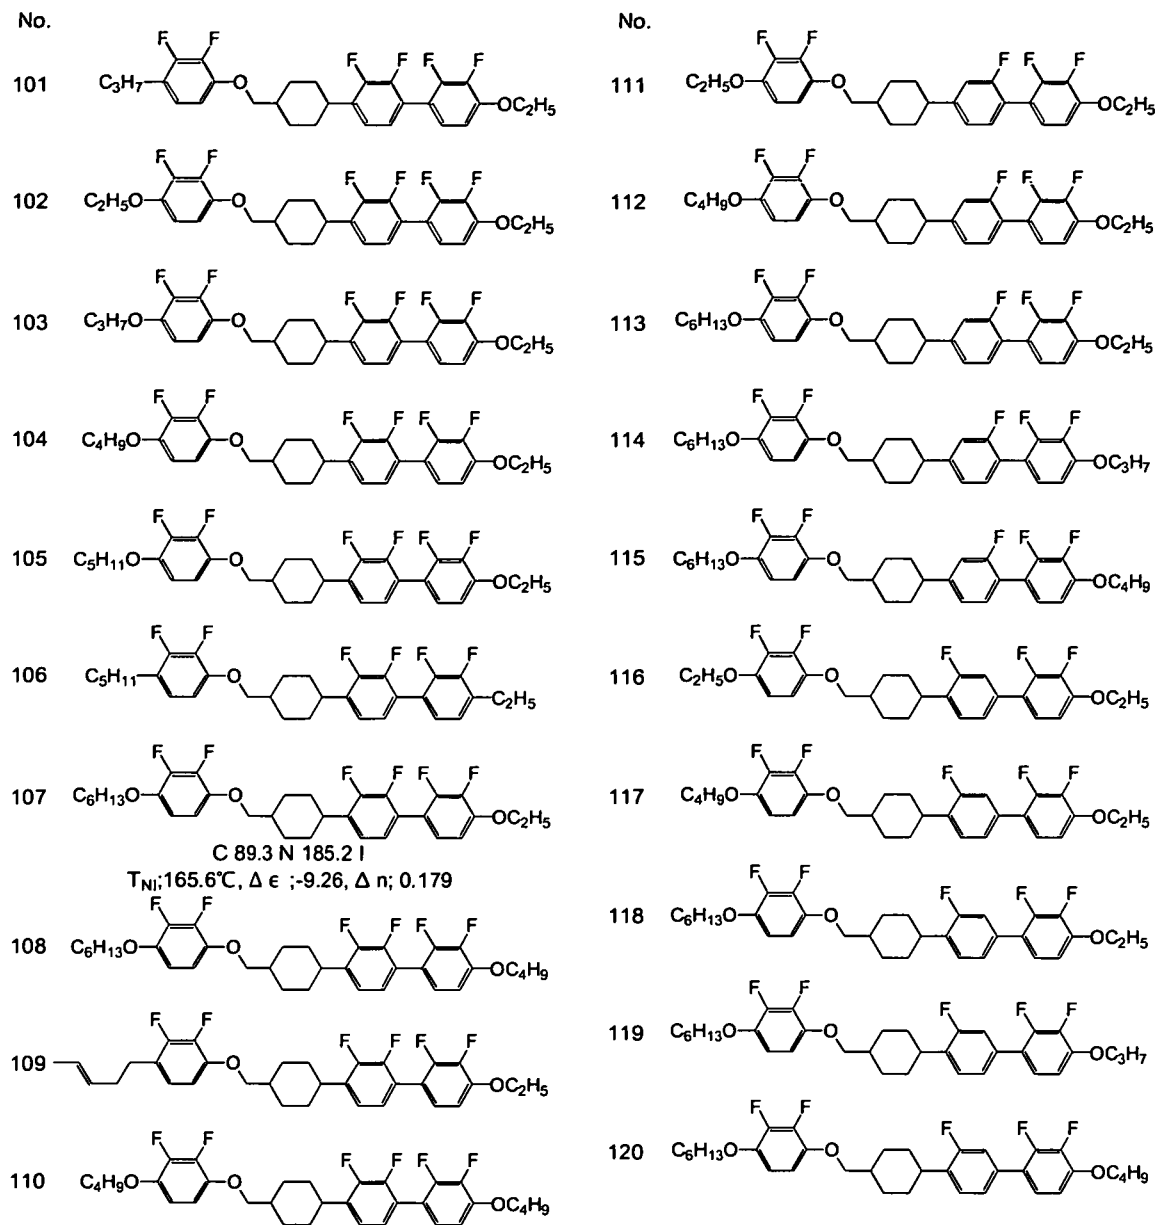 No.
101
F F F F F F
C3H7 O OC2H5
102
F F F F F F
C2H5O O OC2H5
103
F F F F F F
C3H7O O OC2H5
104
F F F F F F
C4H9O O OC2H5
105
F F F F F F
C5H11O O OC2H5
106
F F F F F F
C5H11 O C2H5
107
F F F F F F
C6H13O O OC2H5
C 89.3 N 185.2 I
TNI;165.6℃, Δ ε ;-9.26, Δ n; 0.179
108
F F F F F F
C6H13O O OC4H9
109
F F F F F F
O OC2H5
110
F F F F F F
C4H9O O OC4H9
No.
111
F F F F F
C2H5O O OC2H5
112
F F F F F
C4H9O O OC2H5
113
F F F F F
C6H13O O OC2H5
114
F F F F F
C6H13O O OC3H7
115
F F F F F
C6H13O O OC4H9
116
F F F F F
C2H5O O OC2H5
117
F F F F F
C4H9O O OC2H5
118
F F F F F
C6H13O O OC2H5
119
F F F F F
C6H13O O OC3H7
120
F F F F F
C6H13O O OC4H9